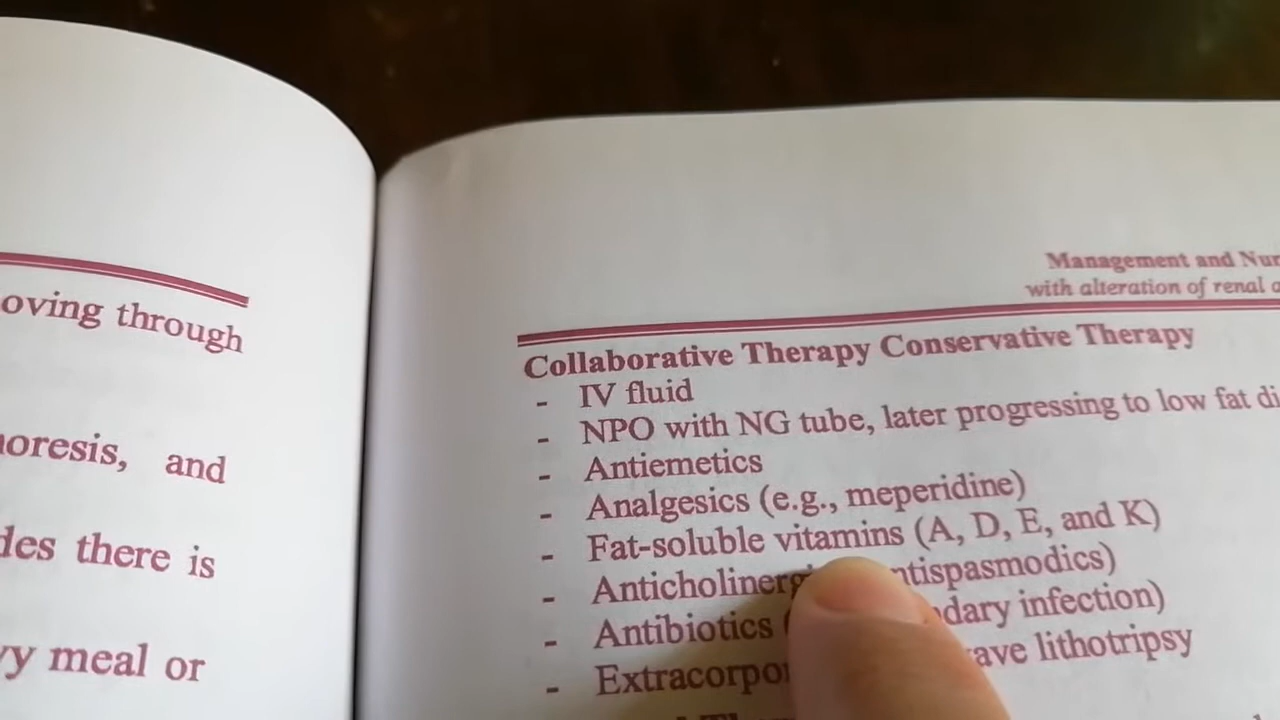 oving through
oresis, and
des there is
y meal or
Management and Nur
with alteration of renal a
Collaborative Therapy Conservative Therapy
- IV fluid
- NPO with NG tube, later progressing to low fat di
- Antiemetics
- Analgesics (e.g., meperidine)
- Fat-soluble vitamins (A, D, E, and K)
- Anticholinerg ntispasmodics)
- Antibiotics ( dary infection)
- Extracorpo ave lithotripsy